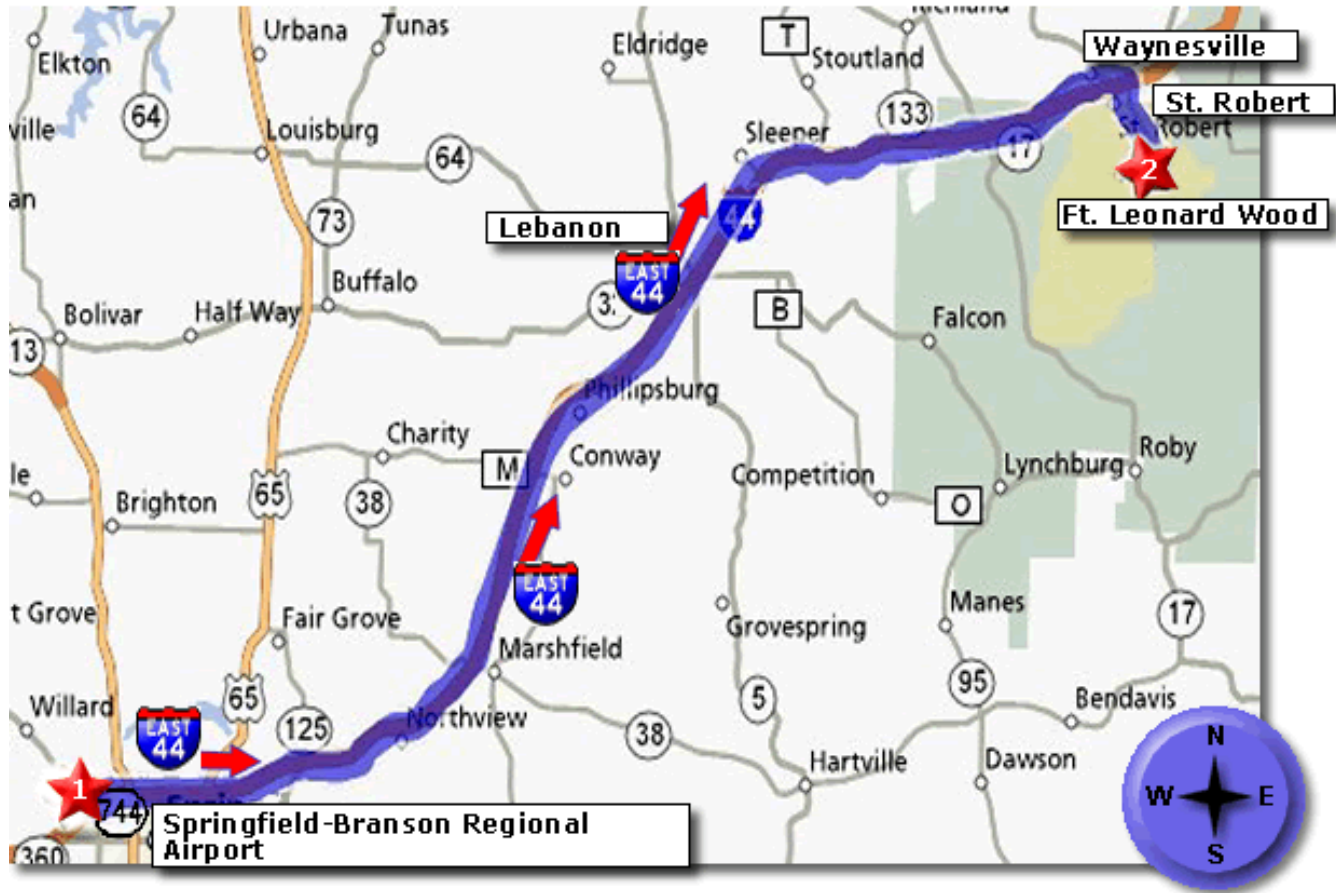 Richland
Urbana
Tunas
T
Waynesville
Elkton
Eldridge
Stoutland
St. Robert
64
133
ville
Louisburg
64
Sleeper
17
St. Robert
2
an
73
Lebanon
44
Ft. Leonard Wood
Buffalo
EAST
44
B
Bolivar
Half Way
Falcon
13
Phillipsburg
Charity
M
Conway
Roby
le
65
38
Competition
Lynchburg
Brighton
O
EAST
44
t Grove
Fair Grove
Manes
17
Grovespring
Marshfield
Willard
65
5
95
Bendavis
EAST
44
125
Northview
38
N
Hartville
Dawson
1
W
E
744
Springfield-Branson Regional
Airport
360
S